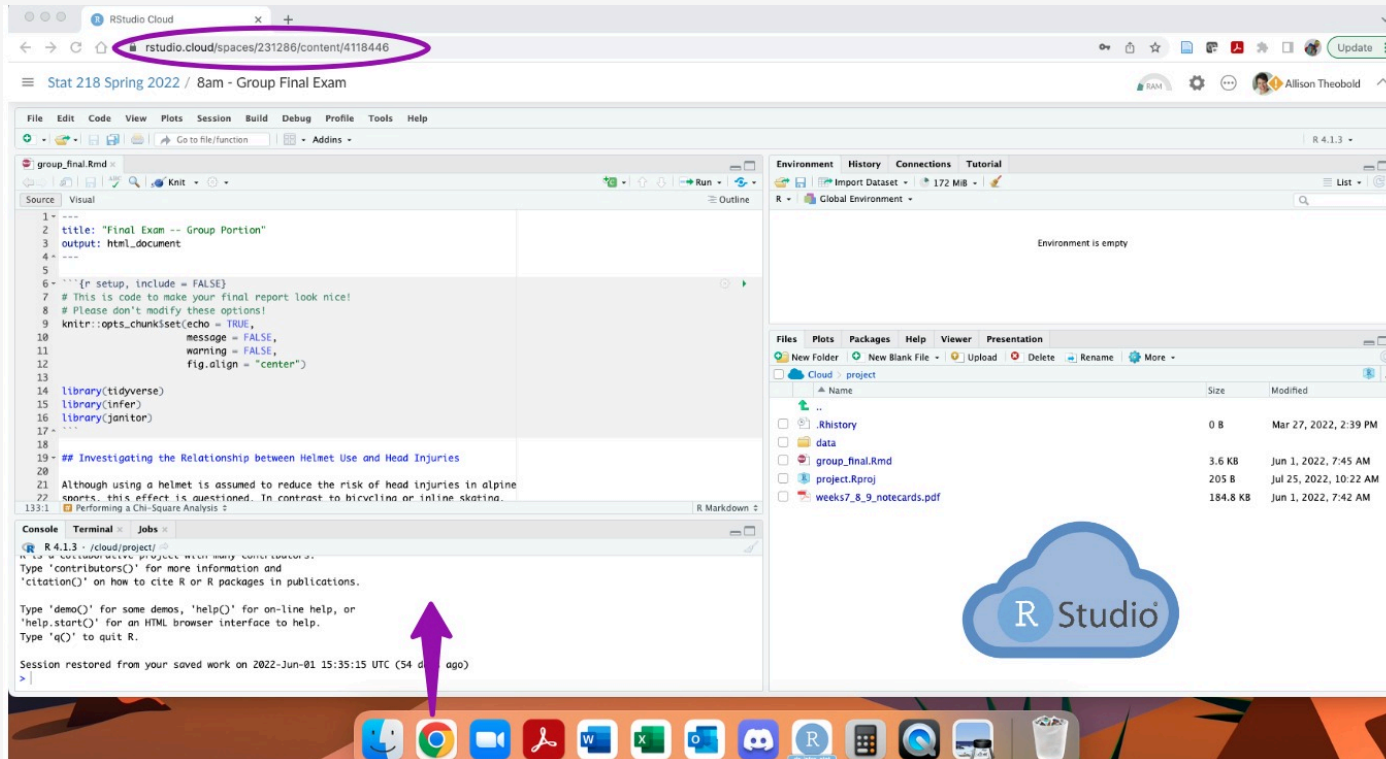 RStudio Cloud
rstudio.cloud/spaces/231286/content/4118446
Update
Stat 218 Spring 2022 / 8am - Group Final Exam
RAM
Allison Theobold
File Edit Code View Plots Session Build Debug Profile Tools Help
Go to file/function
Addins
R 4.1.3
group_final.Rmd
Knit
Run
Source Visual
Outline
1 ---
2 title: "Final Exam -- Group Portion"
3 output: html_document
4 ---
5
6 ```{r setup, include = FALSE}
7 # This is code to make your final report look nice!
8 # Please don't modify these options!
9 knitr::opts_chunk$set(echo = TRUE,
10 message = FALSE,
11 warning = FALSE,
12 fig.align = "center")
13
14 library(tidyverse)
15 library(infer)
16 library(janitor)
17 ```
18
19 ## Investigating the Relationship between Helmet Use and Head Injuries
20
21 Although using a helmet is assumed to reduce the risk of head injuries in alpine
22 sports, this effect is questioned. In contrast to bicycling or inline skating,
133:1 Performing a Chi-Square Analysis
R Markdown
Console Terminal Jobs
R 4.1.3 · /cloud/project/
R is a collaborative project with many contributors.
Type 'contributors()' for more information and
'citation()' on how to cite R or R packages in publications.
Type 'demo()' for some demos, 'help()' for on-line help, or
'help.start()' for an HTML browser interface to help.
Type 'q()' to quit R.
Session restored from your saved work on 2022-Jun-01 15:35:15 UTC (54 ago)
>
Environment History Connections Tutorial
Import Dataset
172 MiB
List
R Global Environment
Environment is empty
Files Plots Packages Help Viewer Presentation
New Folder New Blank File Upload Delete Rename More
Cloud project
Name Size Modified
..
.Rhistory 0 B Mar 27, 2022, 2:39 PM
data
group_final.Rmd 3.6 KB Jun 1, 2022, 7:45 AM
project.Rproj 205 B Jul 25, 2022, 10:22 AM
weeks7_8_9_notecards.pdf 184.8 KB Jun 1, 2022, 7:42 AM
R Studio
W
X
O
R